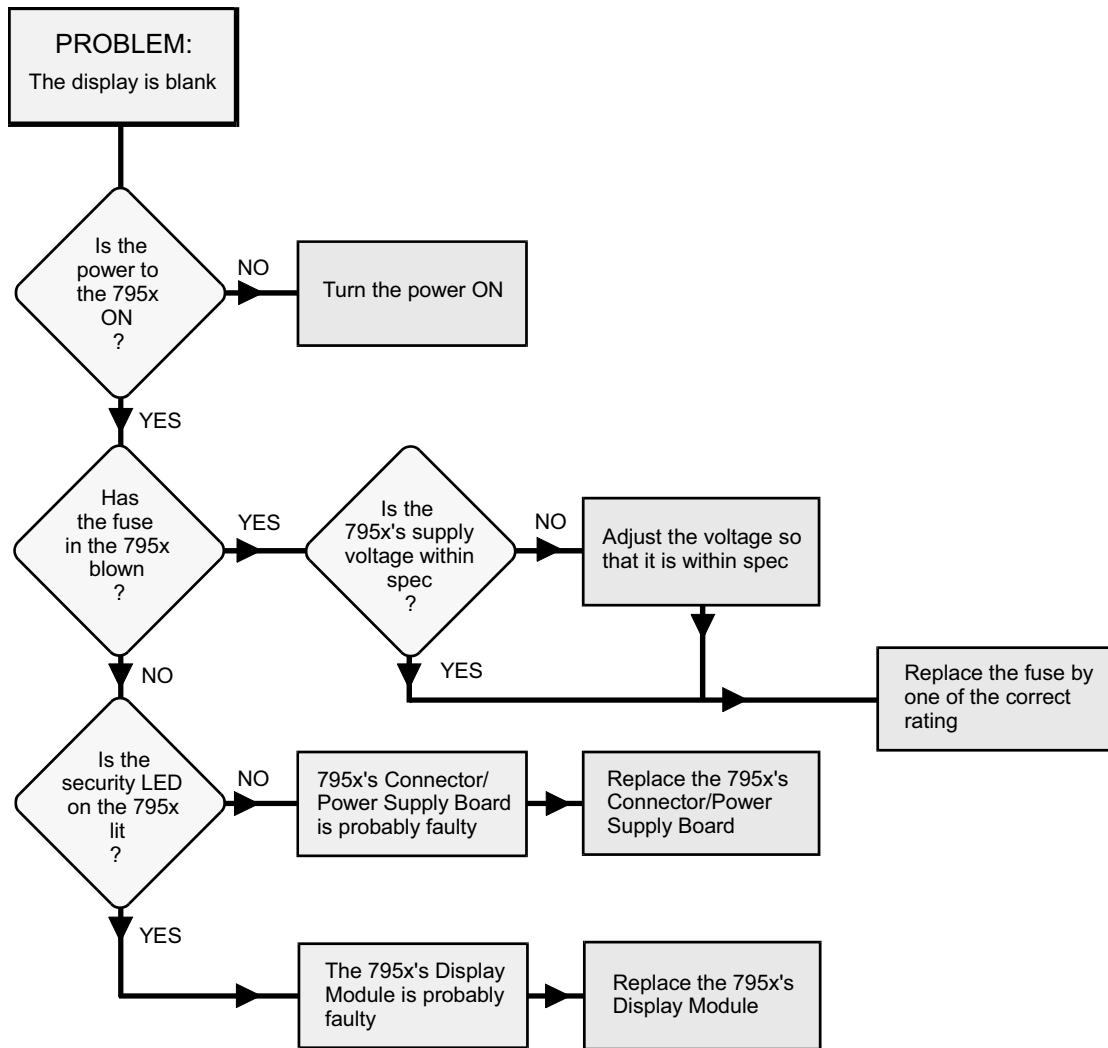 PROBLEM:
The display is blank
Is the
power to
the 795x
ON
?
NO
Turn the power ON
YES
Has
the fuse
in the 795x
blown
?
YES
Is the
795x's supply
voltage within
spec
?
NO
Adjust the voltage so
that it is within spec
NO
YES
Replace the fuse by
one of the correct
rating
Is the
security LED
on the 795x
lit
?
NO
795x's Connector/
Power Supply Board
is probably faulty
Replace the 795x's
Connector/Power
Supply Board
YES
The 795x's Display
Module is probably
faulty
Replace the 795x's
Display Module